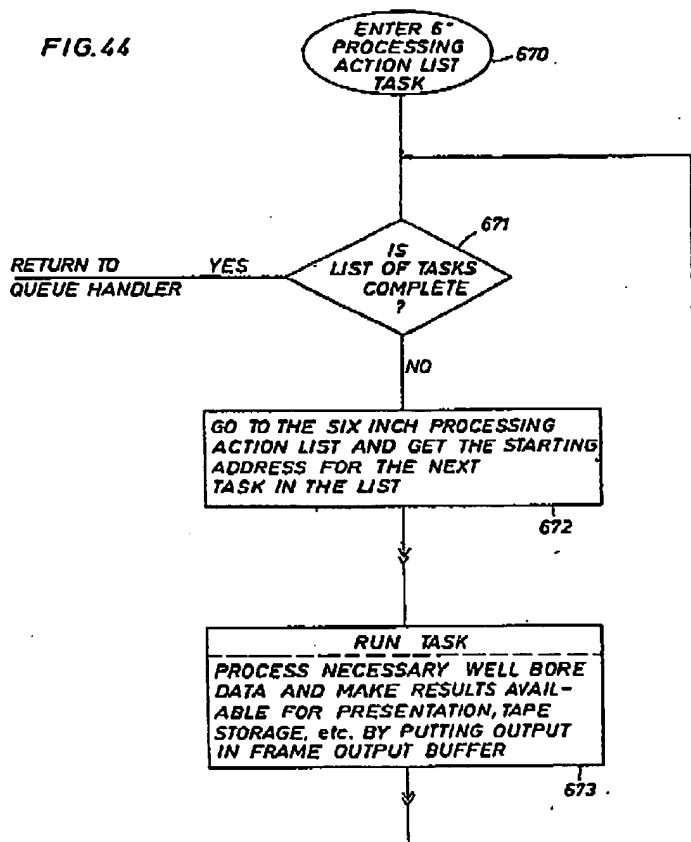 FIG.44
ENTER 6"
PROCESSING
ACTION LIST
TASK
670
671
IS
LIST OF TASKS
COMPLETE
?
RETURN TO YES
QUEUE HANDLER
NO
GO TO THE SIX INCH PROCESSING
ACTION LIST AND GET THE STARTING
ADDRESS FOR THE NEXT
TASK IN THE LIST
672
RUN TASK
PROCESS NECESSARY WELL BORE
DATA AND MAKE RESULTS AVAIL-
ABLE FOR PRESENTATION, TAPE
STORAGE, etc. BY PUTTING OUTPUT
IN FRAME OUTPUT BUFFER
673